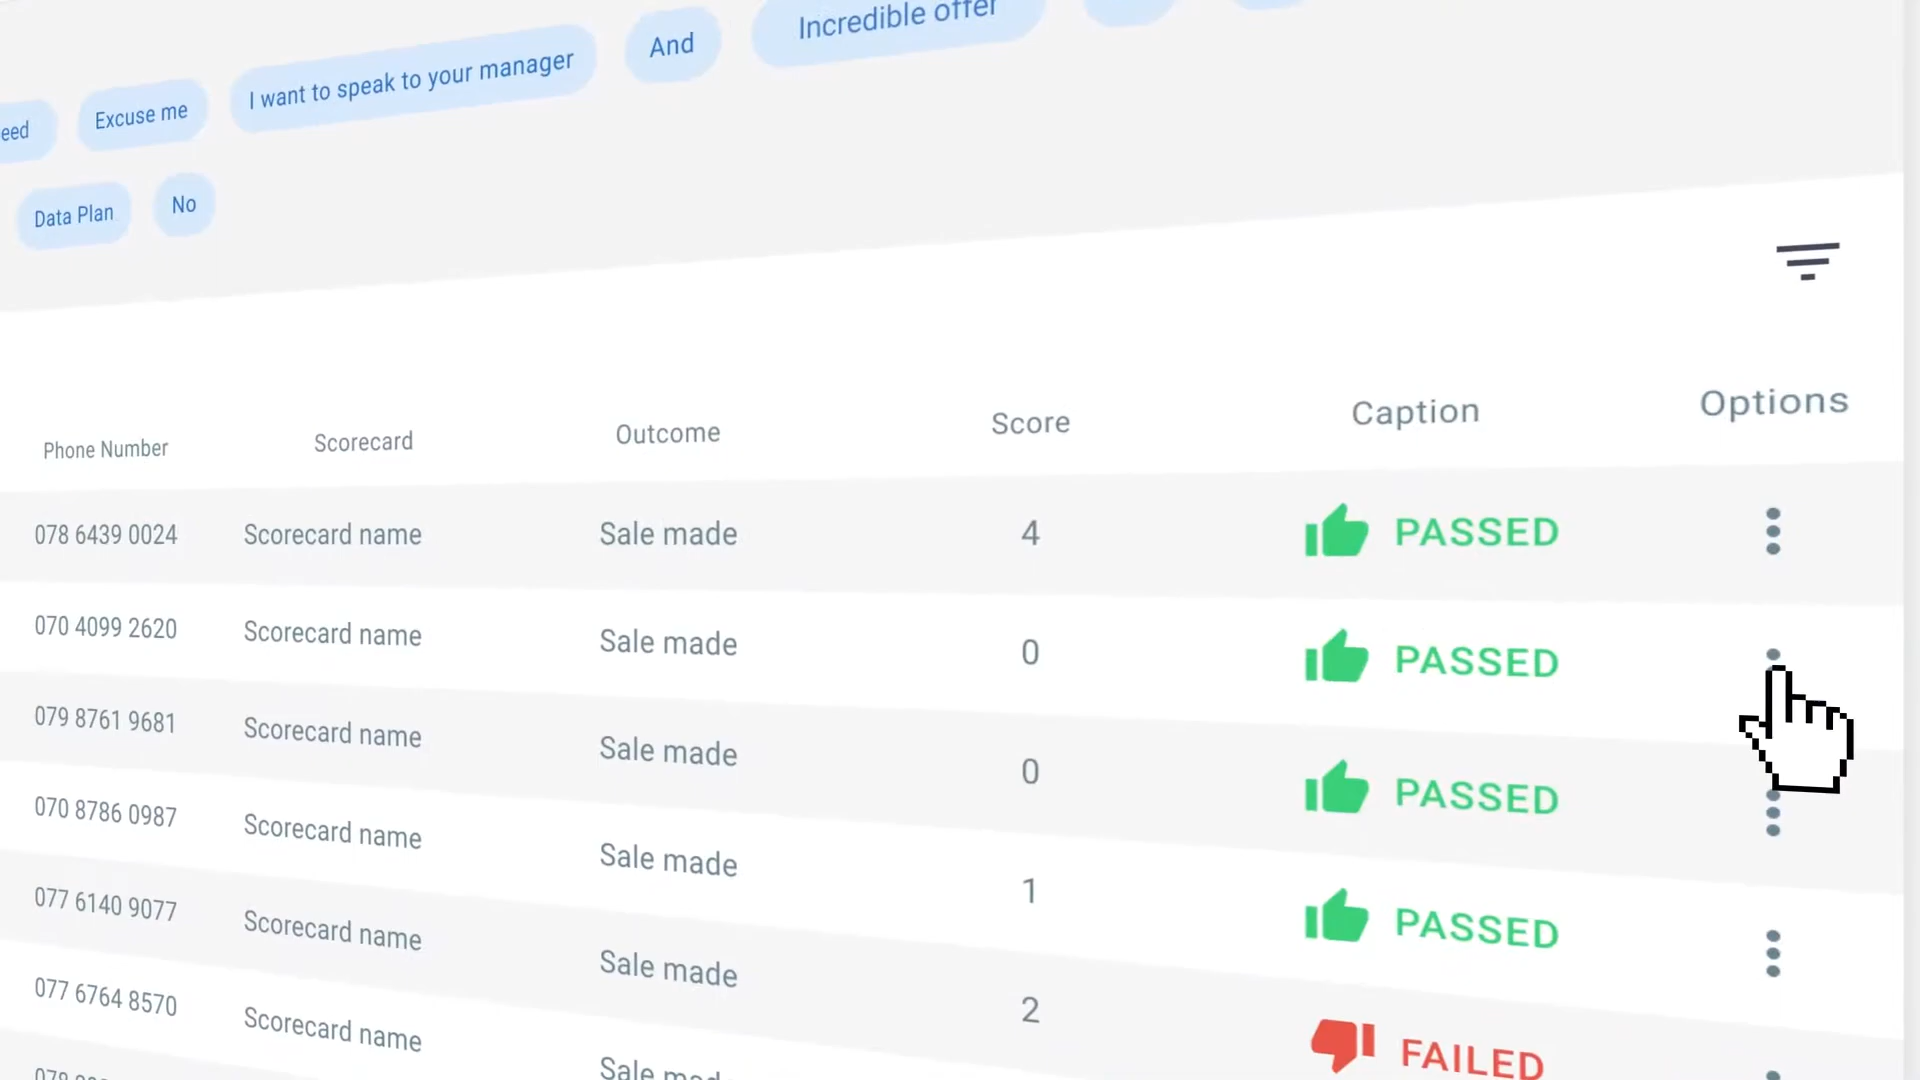 Incredible offer
And
I want to speak to your manager
Excuse me
eed
Data Plan
No
Phone Number Scorecard Outcome Score Caption Options
078 6439 0024 Scorecard name Sale made 4 PASSED
070 4099 2620 Scorecard name Sale made 0 PASSED
079 8761 9681 Scorecard name Sale made 0 PASSED
070 8786 0987 Scorecard name Sale made 1 PASSED
077 6140 9077 Scorecard name Sale made 2 FAILED
077 6764 8570 Scorecard name Sale made
078